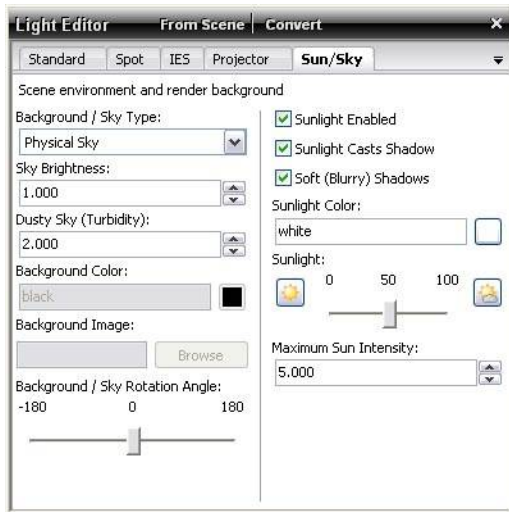 Light Editor From Scene Convert
Standard Spot IES Projector Sun/Sky
Scene environment and render background
Background / Sky Type:
Physical Sky
Sky Brightness:
1.000
Dusty Sky (Turbidity):
2.000
Background Color:
black
Background Image:
Browse
Background / Sky Rotation Angle:
-180 0 180
Sunlight Enabled
Sunlight Casts Shadow
Soft (Blurry) Shadows
Sunlight Color:
white
Sunlight:
0 50 100
Maximum Sun Intensity:
5.000